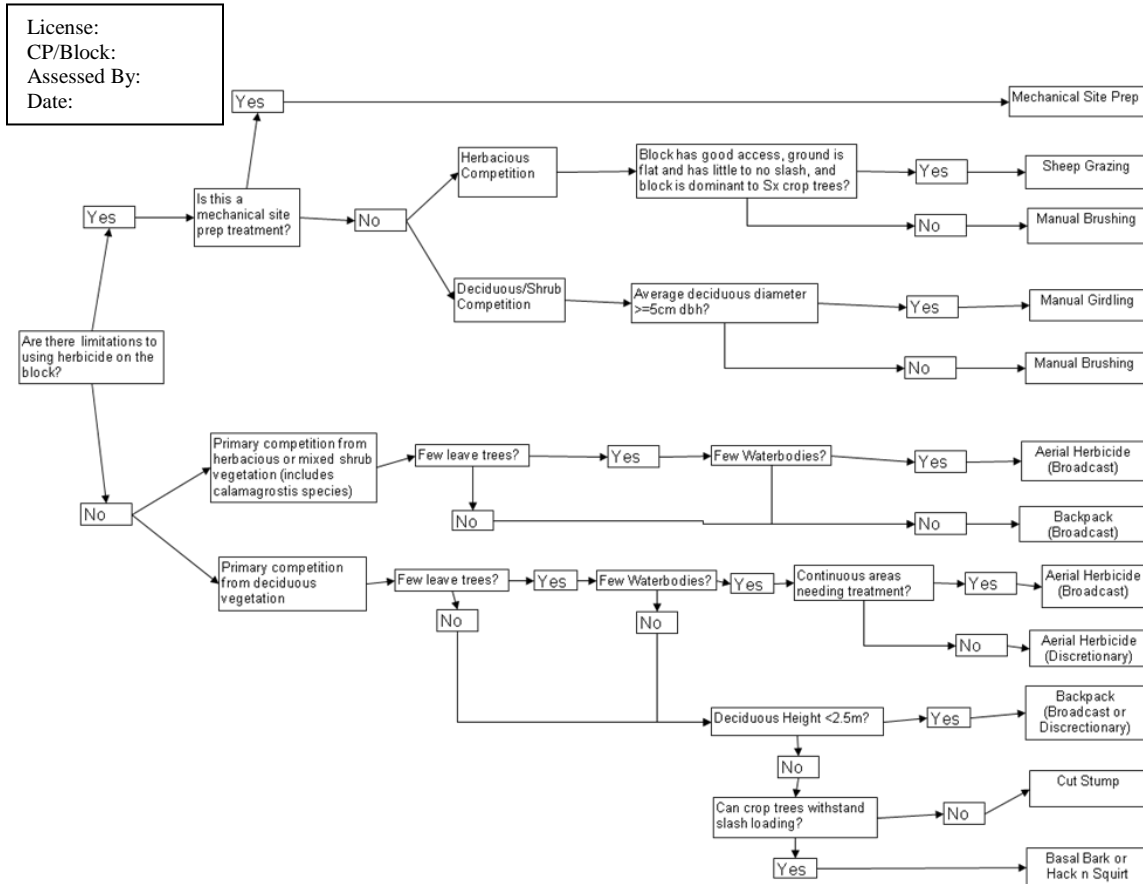 License:
CP/Block:
Assessed By:
Date:
Yes
Mechanical Site Prep
Herbacious
Competition
Block has good access, ground is
flat and has little to no slash, and
block is dominant to Sx crop trees?
Yes
Sheep Grazing
Is this a
mechanical site
prep treatment?
Yes
No
No
Manual Brushing
Deciduous/Shrub
Competition
Average deciduous diameter
>=5cm dbh?
Yes
Manual Girdling
Are there limitations to
using herbicide on the
block?
No
Manual Brushing
Primary competition from
herbacious or mixed shrub
vegetation (includes
calamagrostis species)
Few leave trees?
Yes
Few Waterbodies?
Yes
Aerial Herbicide
(Broadcast)
No
No
No
Backpack
(Broadcast)
Primary competition
from deciduous
vegetation
Few leave trees?
Yes
Few Waterbodies?
Yes
Continuous areas
needing treatment?
Yes
Aerial Herbicide
(Broadcast)
No
No
No
Aerial Herbicide
(Discretionary)
Deciduous Height <2.5m?
Yes
Backpack
(Broadcast or
Discrectionary)
No
Can crop trees withstand
slash loading?
No
Cut Stump
Yes
Basal Bark or
Hack n Squirt